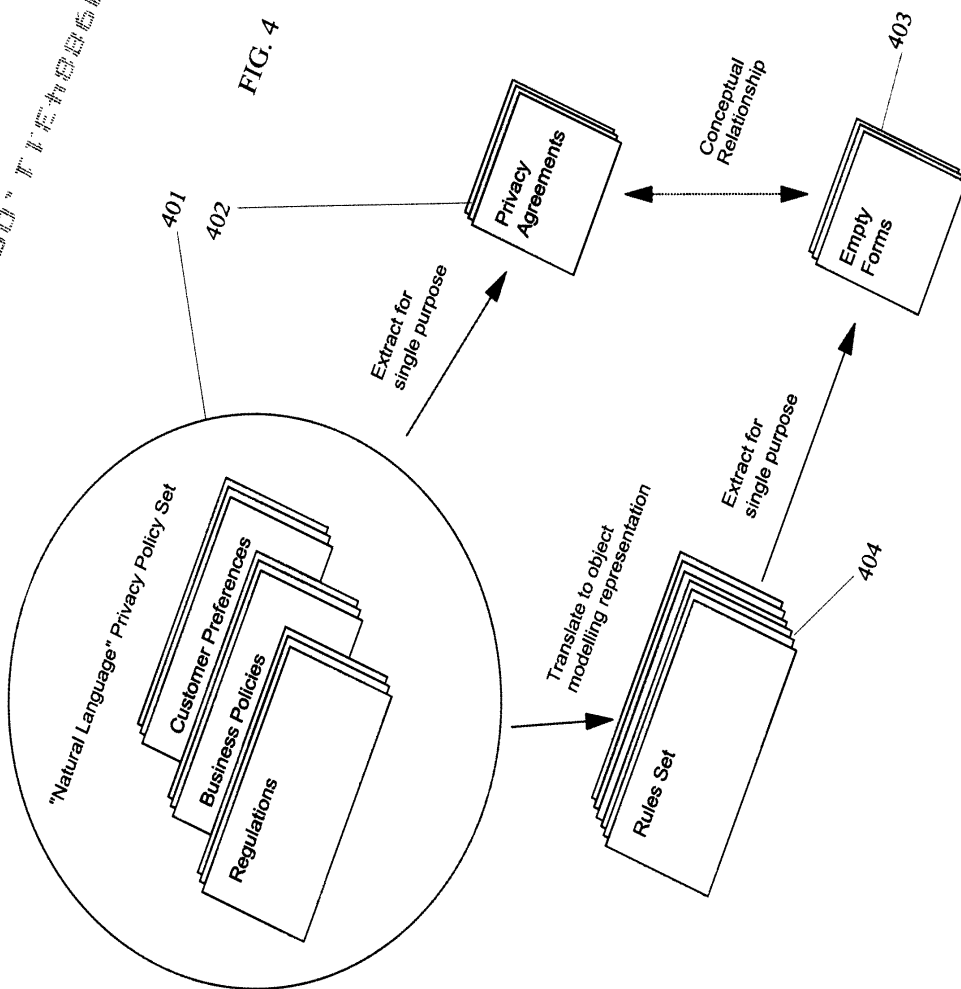 FIG. 4
401
402
"Natural Language" Privacy Policy Set
Customer Preferences
Business Policies
Regulations
Extract for
single purpose
Privacy
Agreements
Conceptual
Relationship
Translate to object
modelling representation
Rules Set
404
Extract for
single purpose
Empty
Forms
403